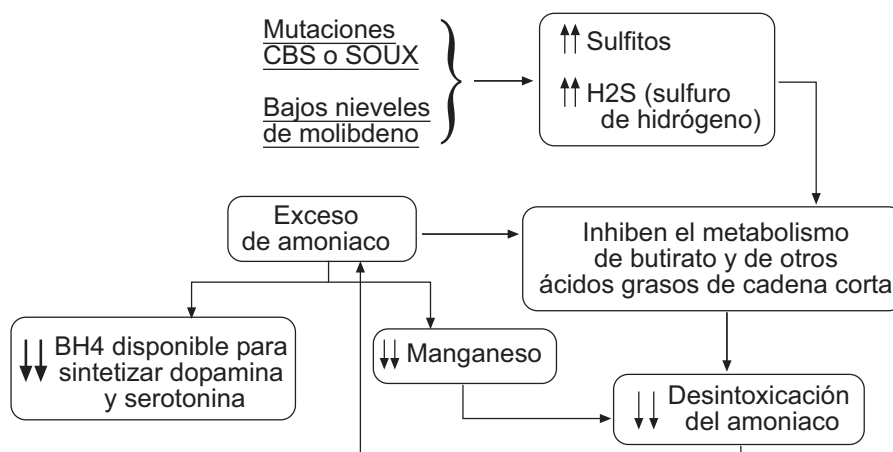 Mutaciones
CBS o SOUX
Bajos nieveles
de molibdeno
Sulfitos
H2S (sulfuro
de hidrógeno)
Exceso
de amoniaco
Inhiben el metabolismo
de butirato y de otros
ácidos grasos de cadena corta
BH4 disponible para
sintetizar dopamina
y serotonina
Manganeso
Desintoxicación
del amoniaco